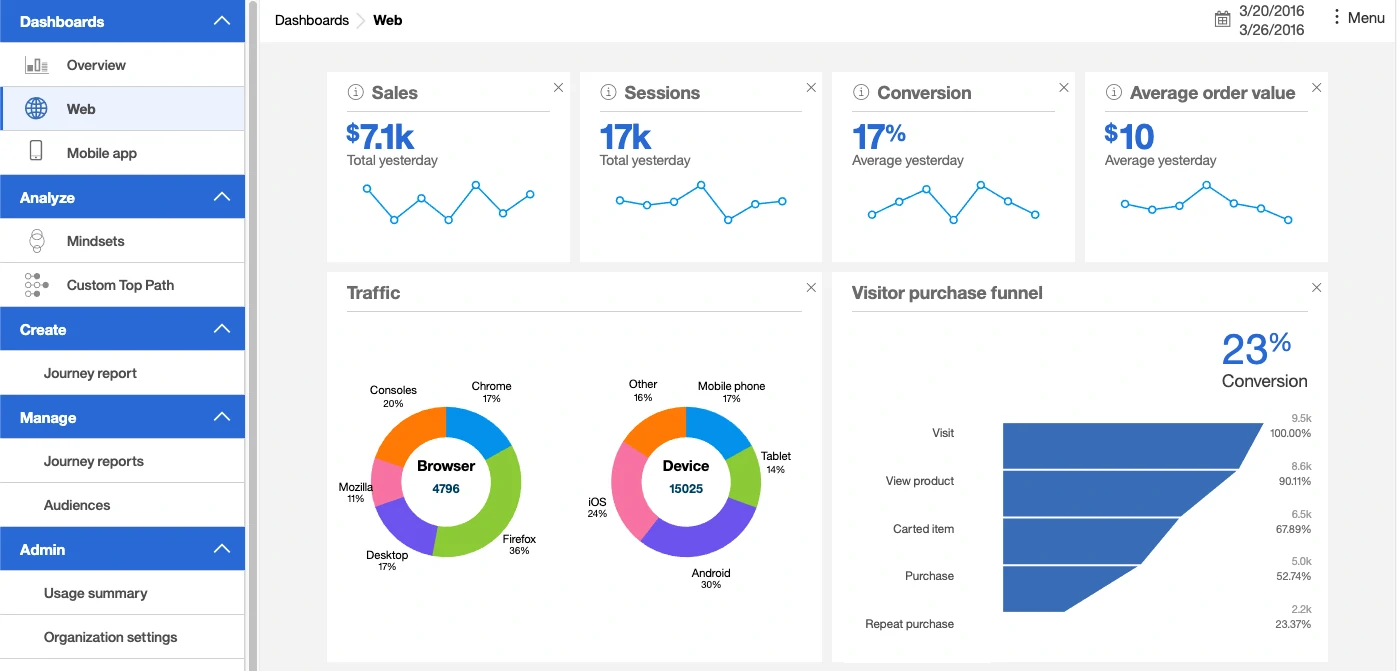 Dashboards
Overview
Web
Mobile app
Analyze
Mindsets
Custom Top Path
Create
Journey report
Manage
Journey reports
Audiences
Admin
Usage summary
Organization settings
Dashboards Web
3/20/2016
3/26/2016
Menu
Sales
$7.1k
Total yesterday
Sessions
17k
Total yesterday
Conversion
17%
Average yesterday
Average order value
$10
Average yesterday
Traffic
Consoles
20%
Chrome
17%
Browser
4796
Mozilla
11%
Firefox
36%
Desktop
17%
Other
16%
Mobile phone
17%
Tablet
14%
Device
15025
iOS
24%
Android
30%
Visitor purchase funnel
23%
Conversion
9.5k
Visit 100.00%
8.6k
View product 90.11%
6.5k
Carted item 67.89%
5.0k
Purchase 52.74%
2.2k
Repeat purchase 23.37%